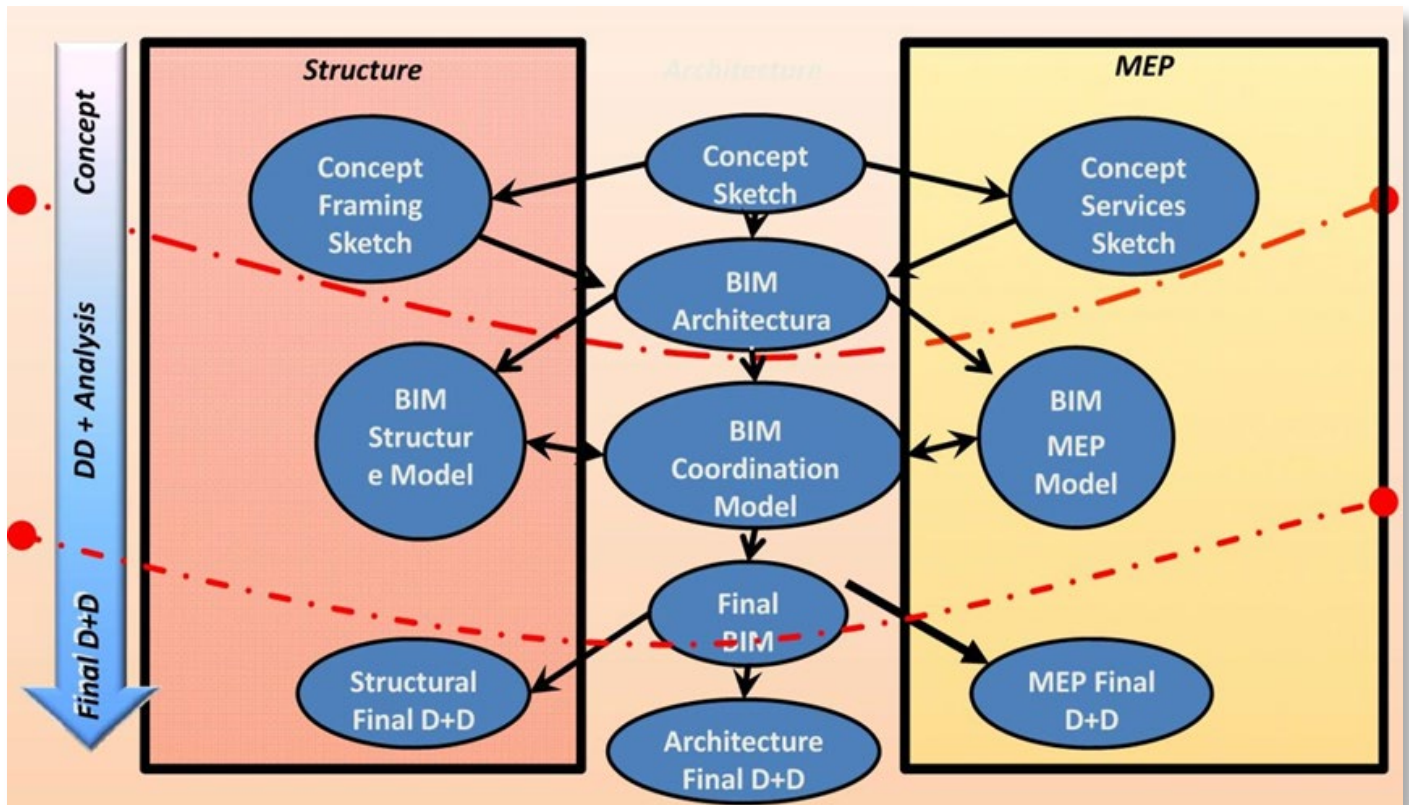 Structure
Architecture
MEP
Concept
DD + Analysis
Final D+D
Concept
Framing
Sketch
Concept
Sketch
Concept
Services
Sketch
BIM
Architectura
BIM
Structur
e Model
BIM
Coordination
Model
BIM
MEP
Model
Final
BIM
Structural
Final D+D
Architecture
Final D+D
MEP Final
D+D